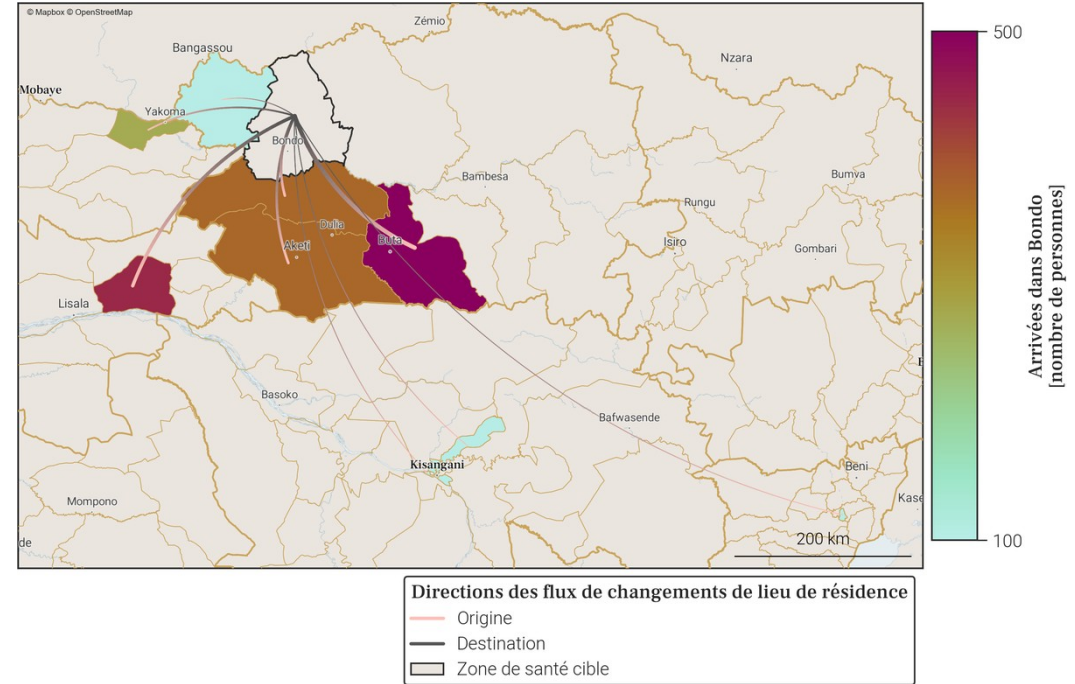 © Mapbox © OpenStreetMap
Zémio
Bangassou
Nzara
Mobaye
Yakoma
Bondo
Bambesa
Bumva
Rungu
Dulia
Buta
Aketi
Isiro
Gombari
Lisala
Basoko
Bafwasende
Kisangani
Beni
Mompono
Kase
de
200 km
500
100
Arrivées dans Bondo
[nombre de personnes]
Directions des flux de changements de lieu de résidence
Origine
Destination
Zone de santé cible